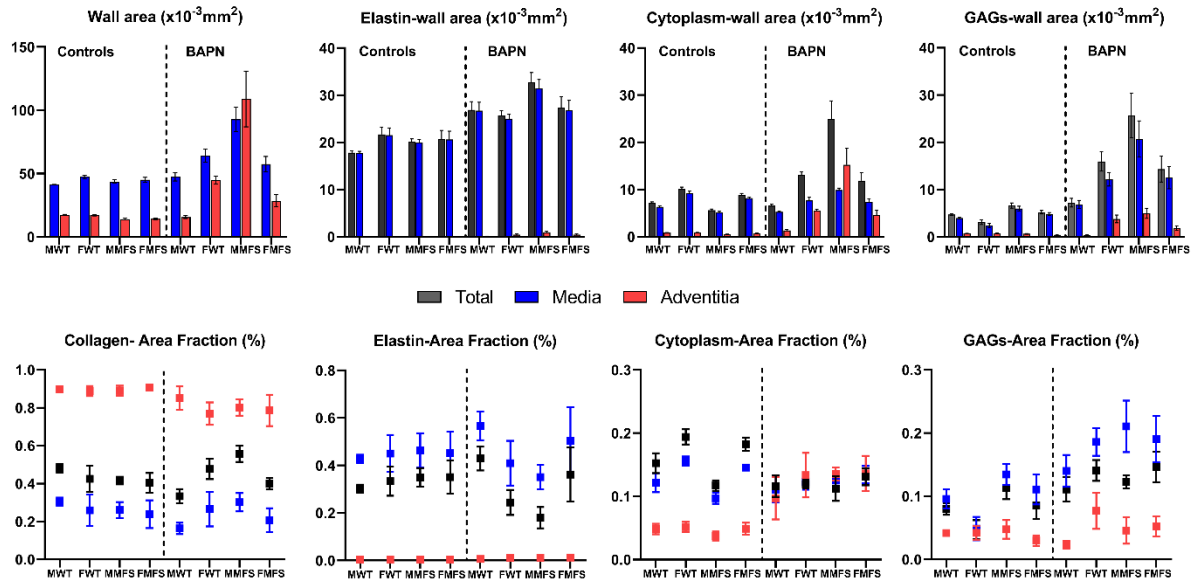 Wall area (x10⁻³mm²)
Elastin-wall area (x10⁻³mm²)
Cytoplasm-wall area (x10⁻³mm²)
GAGs-wall area (x10⁻³mm²)
Controls BAPN
Controls BAPN
Controls BAPN
Controls BAPN
150
100
50
0
40
30
20
10
0
40
30
20
10
0
40
30
20
10
0
MWT FWT MMFS FMFS MWT FWT MMFS FMFS
MWT FWT MMFS FMFS MWT FWT MMFS FMFS
MWT FWT MMFS FMFS MWT FWT MMFS FMFS
MWT FWT MMFS FMFS MWT FWT MMFS FMFS
Total Media Adventitia
Collagen- Area Fraction (%)
Elastin-Area Fraction (%)
Cytoplasm-Area Fraction (%)
GAGs-Area Fraction (%)
1.0
0.8
0.6
0.4
0.2
0.0
0.8
0.6
0.4
0.2
0.0
0.3
0.2
0.1
0.0
0.3
0.2
0.1
0.0
MWT FWT MMFS FMFS MWT FWT MMFS FMFS
MWT FWT MMFS FMFS MWT FWT MMFS FMFS
MWT FWT MMFS FMFS MWT FWT MMFS FMFS
MWT FWT MMFS FMFS MWT FWT MMFS FMFS